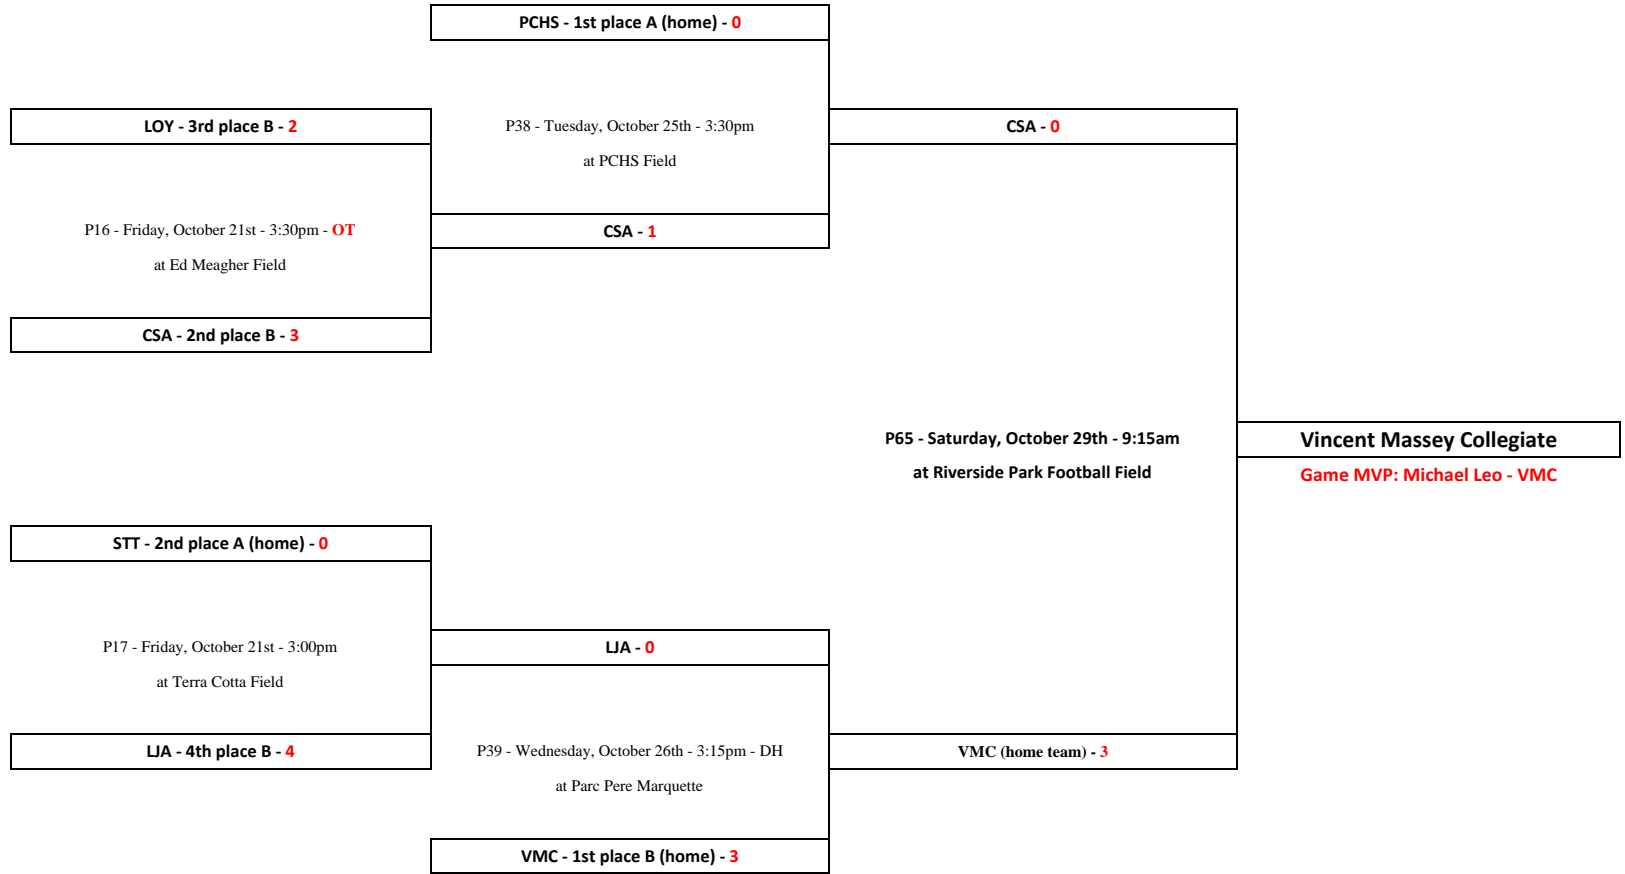 PCHS - 1st place A (home) - 0
LOY - 3rd place B - 2
P38 - Tuesday, October 25th - 3:30pm
at PCHS Field
CSA - 0
P16 - Friday, October 21st - 3:30pm - OT
at Ed Meagher Field
CSA - 1
CSA - 2nd place B - 3
P65 - Saturday, October 29th - 9:15am
at Riverside Park Football Field
Vincent Massey Collegiate
Game MVP: Michael Leo - VMC
STT - 2nd place A (home) - 0
P17 - Friday, October 21st - 3:00pm
at Terra Cotta Field
LJA - 0
LJA - 4th place B - 4
P39 - Wednesday, October 26th - 3:15pm - DH
at Parc Pere Marquette
VMC (home team) - 3
VMC - 1st place B (home) - 3